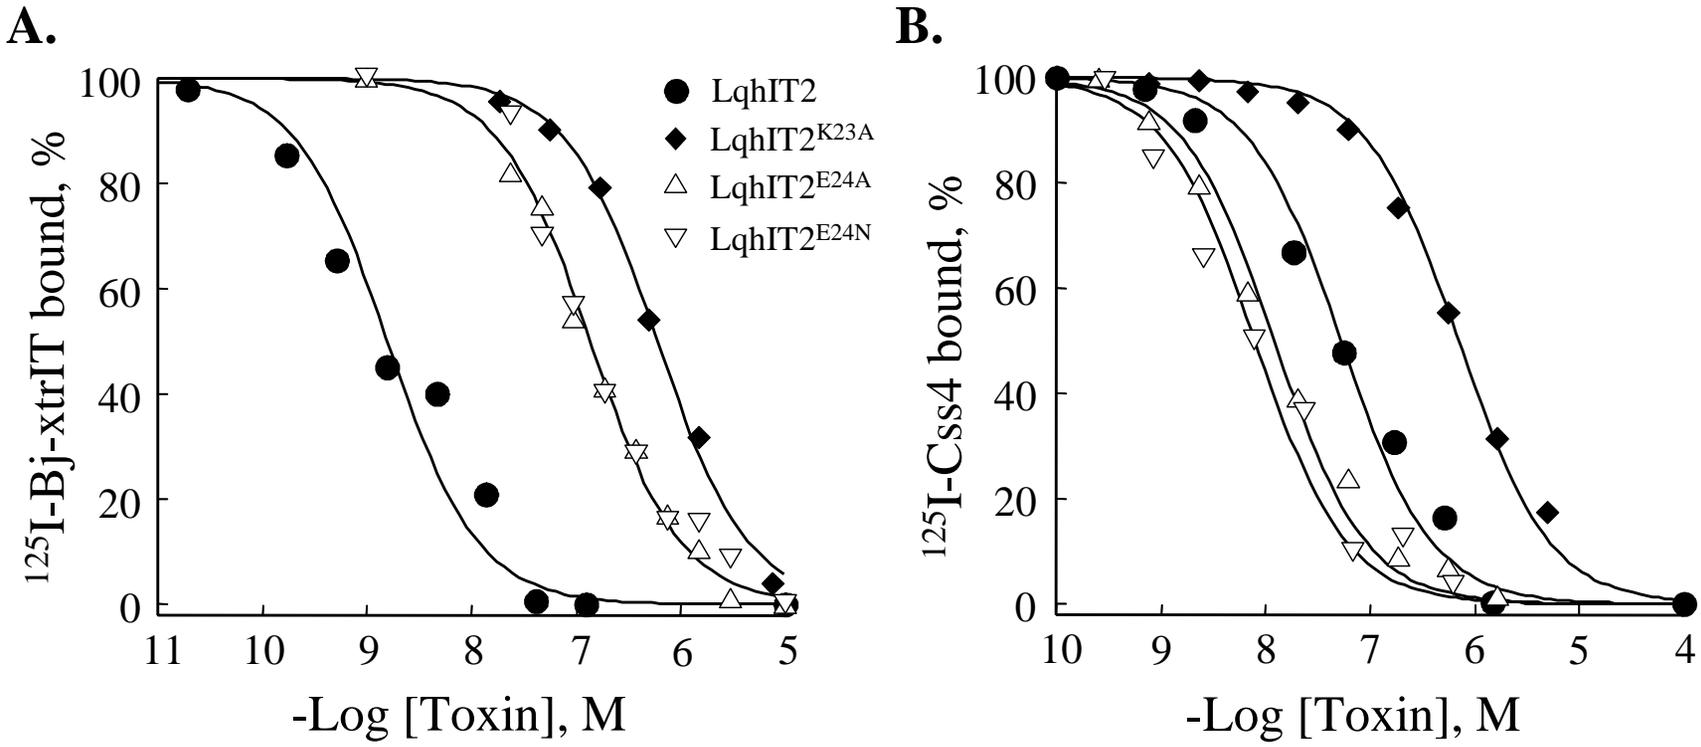 A.
100
80
60
40
20
0
¹²⁵I-Bj-xtrIT bound, %
11 10 9 8 7 6 5
-Log [Toxin], M
LqhIT2
LqhIT2ᴷ²³ᴬ
LqhIT2ᴱ²⁴ᴬ
LqhIT2ᴱ²⁴ᴺ
B.
100
80
60
40
20
0
¹²⁵I-Css4 bound, %
10 9 8 7 6 5 4
-Log [Toxin], M